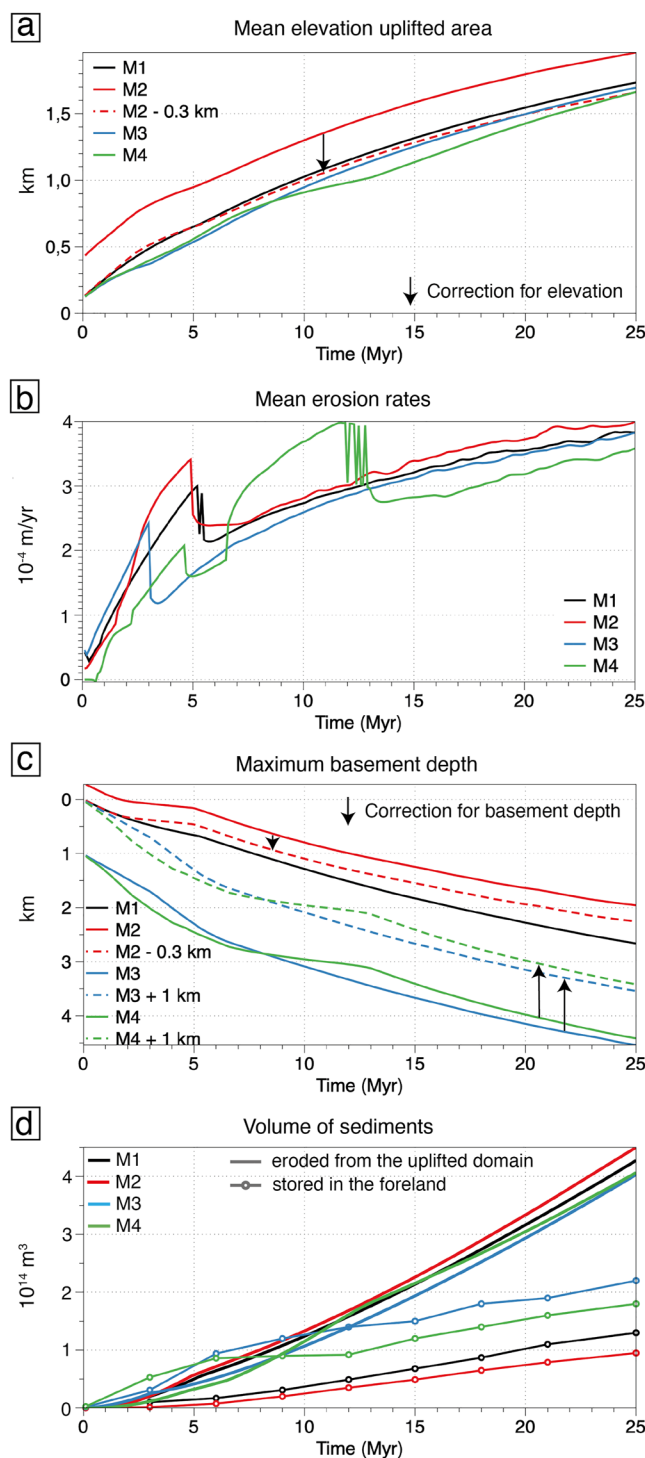 a
Mean elevation uplifted area
M1
M2
M2 - 0.3 km
M3
M4
1,5
1,0
0,5
0
km
Correction for elevation
0
5
10
15
20
25
Time (Myr)
b
Mean erosion rates
4
3
2
1
0
10⁻⁴ m/yr
M1
M2
M3
M4
0
5
10
15
20
25
Time (Myr)
c
Maximum basement depth
Correction for basement depth
0
1
2
3
4
km
M1
M2
M2 - 0.3 km
M3
M3 + 1 km
M4
M4 + 1 km
0
5
10
15
20
25
Time (Myr)
d
Volume of sediments
M1
M2
M3
M4
eroded from the uplifted domain
stored in the foreland
4
3
2
1
0
10¹⁴ m³
0
5
10
15
20
25
Time (Myr)